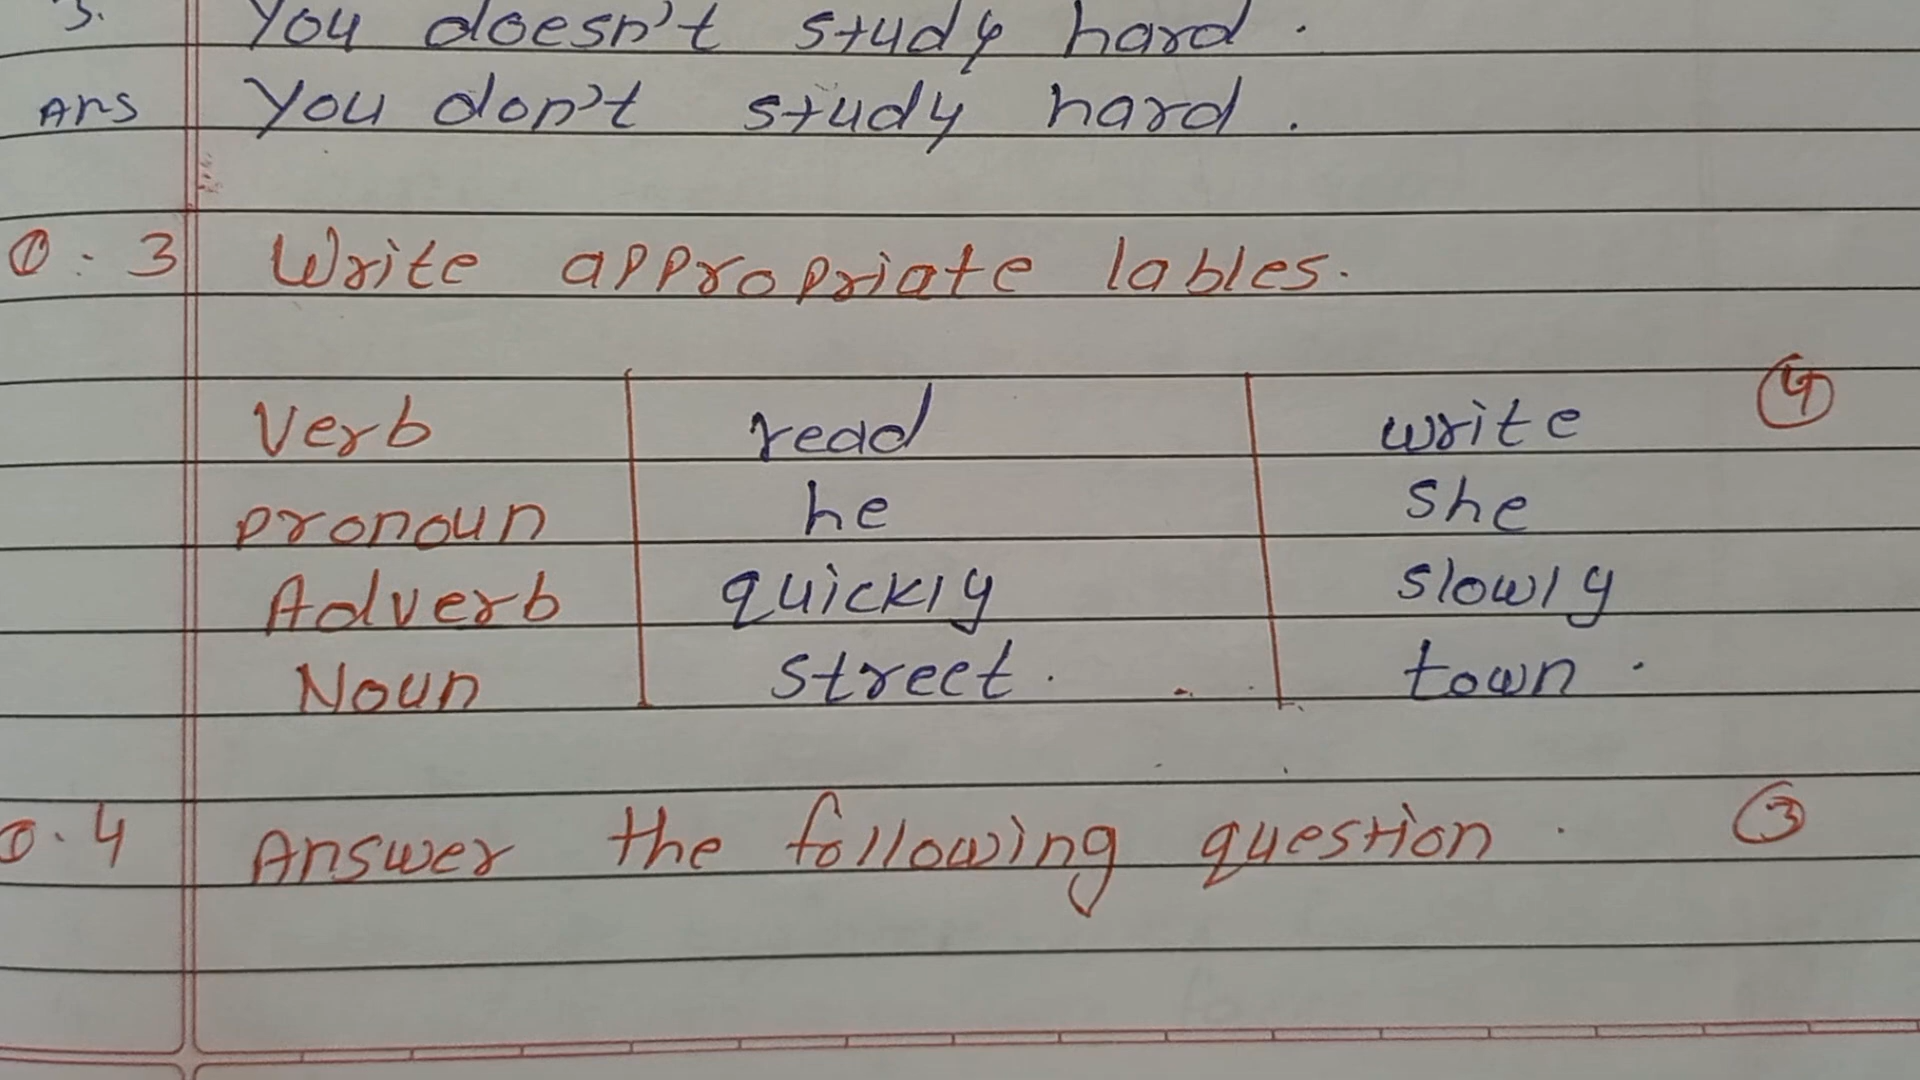 3. You doesn't study hard.
Ans You don't study hard.
Q. 3 Write appropriate lables.
Verb read write 4
pronoun he she
Adverb quickly slowly
Noun street. town.
Q. 4 Answer the following question. 3